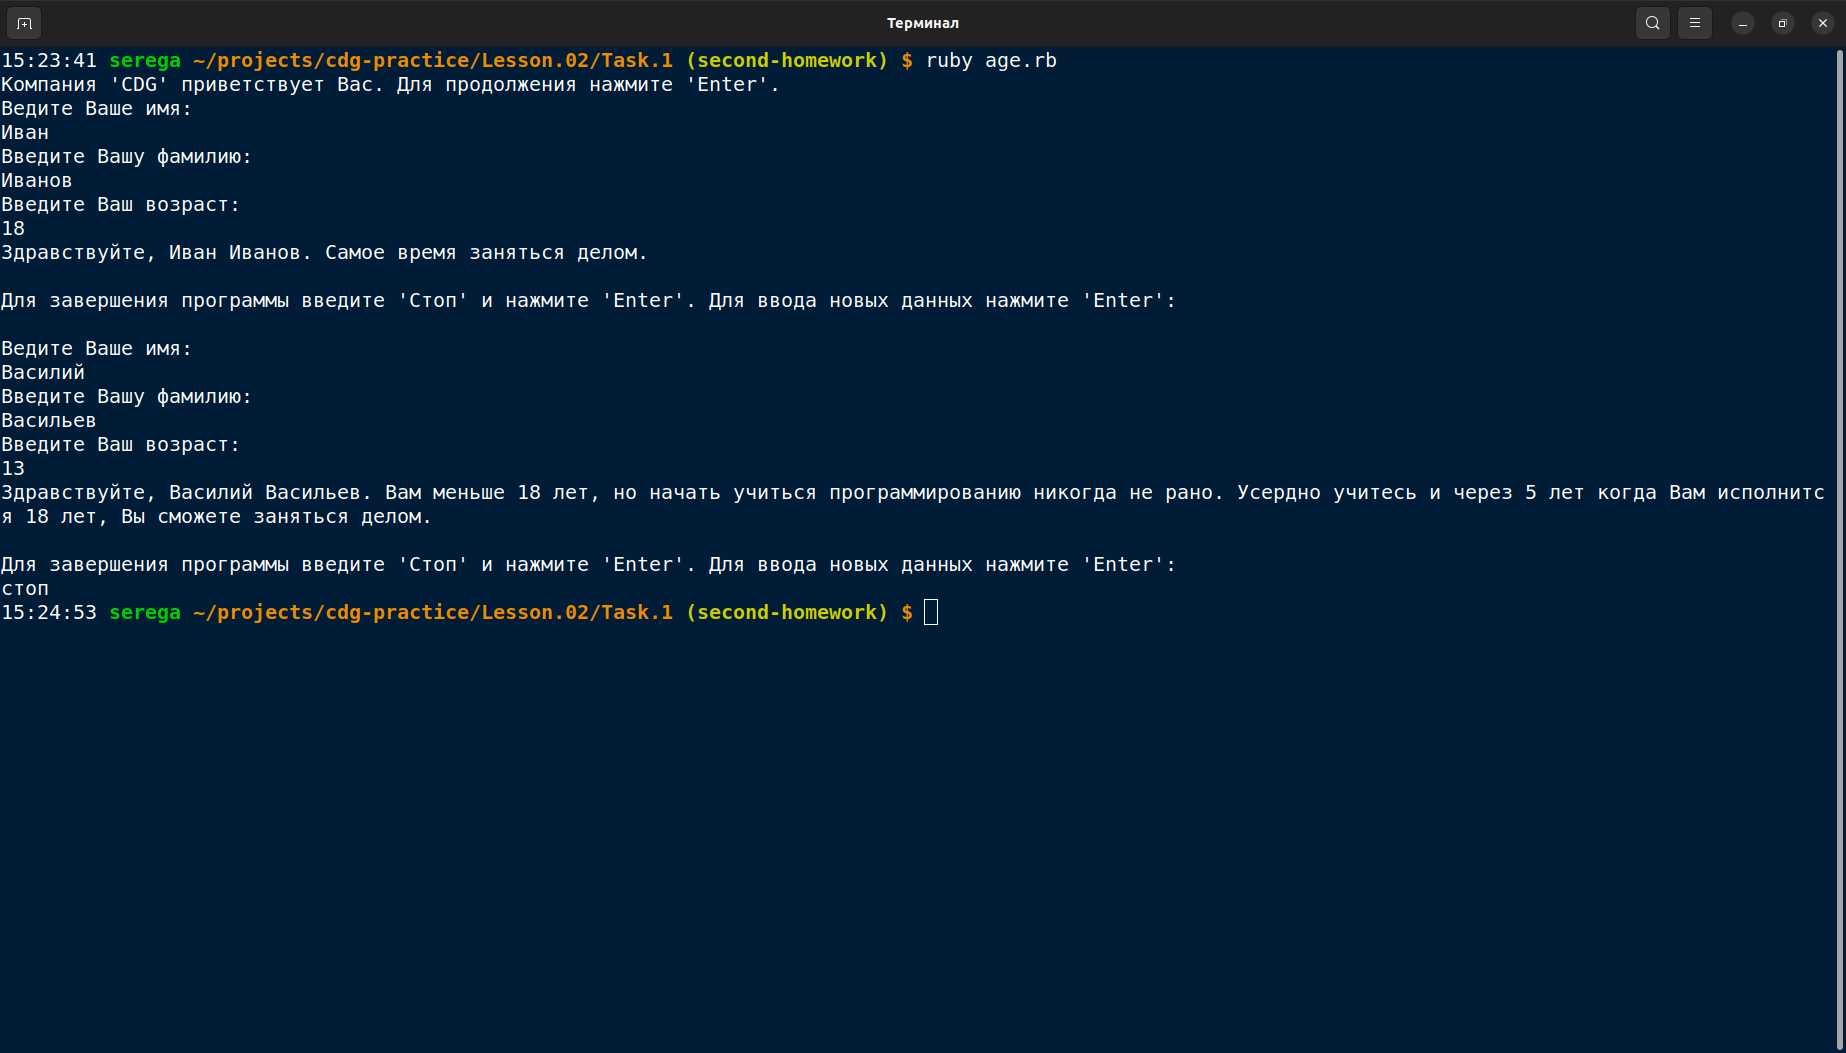 Терминал
15:23:41 serega ~/projects/cdg-practice/Lesson.02/Task.1 (second-homework) $ ruby age.rb
Компания 'CDG' приветствует Вас. Для продолжения нажмите 'Enter'.
Ведите Ваше имя:
Иван
Введите Вашу фамилию:
Иванов
Введите Ваш возраст:
18
Здравствуйте, Иван Иванов. Самое время заняться делом.
Для завершения программы введите 'Стоп' и нажмите 'Enter'. Для ввода новых данных нажмите 'Enter':
Ведите Ваше имя:
Василий
Введите Вашу фамилию:
Васильев
Введите Ваш возраст:
13
Здравствуйте, Василий Васильев. Вам меньше 18 лет, но начать учиться программированию никогда не рано. Усердно учитесь и через 5 лет когда Вам исполнитс
я 18 лет, Вы сможете заняться делом.
Для завершения программы введите 'Стоп' и нажмите 'Enter'. Для ввода новых данных нажмите 'Enter':
стоп
15:24:53 serega ~/projects/cdg-practice/Lesson.02/Task.1 (second-homework) $